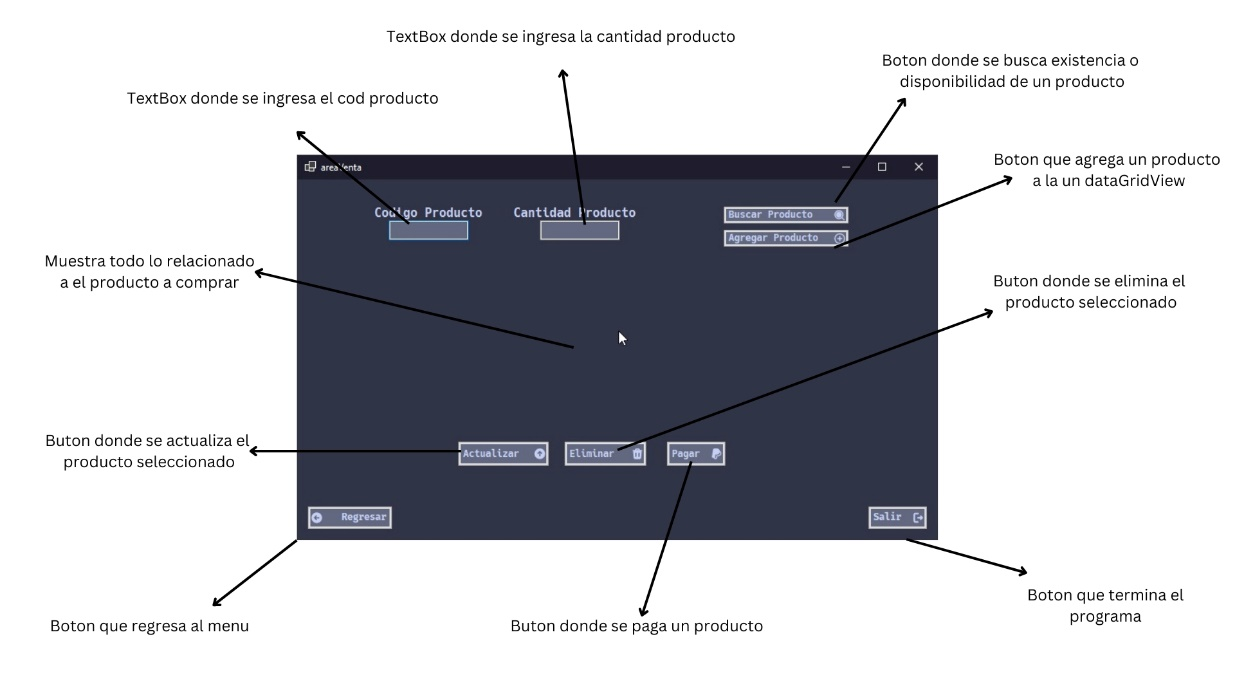 TextBox donde se ingresa la cantidad producto
Boton donde se busca existencia o
disponibilidad de un producto
TextBox donde se ingresa el cod producto
areaVenta
Boton que agrega un producto
a la un dataGridView
Codigo Producto
Cantidad Producto
Buscar Producto
Agregar Producto
Muestra todo lo relacionado
a el producto a comprar
Buton donde se elimina el
producto seleccionado
Buton donde se actualiza el
producto seleccionado
Actualizar
Eliminar
Pagar
Regresar
Salir
Boton que regresa al menu
Buton donde se paga un producto
Boton que termina el
programa